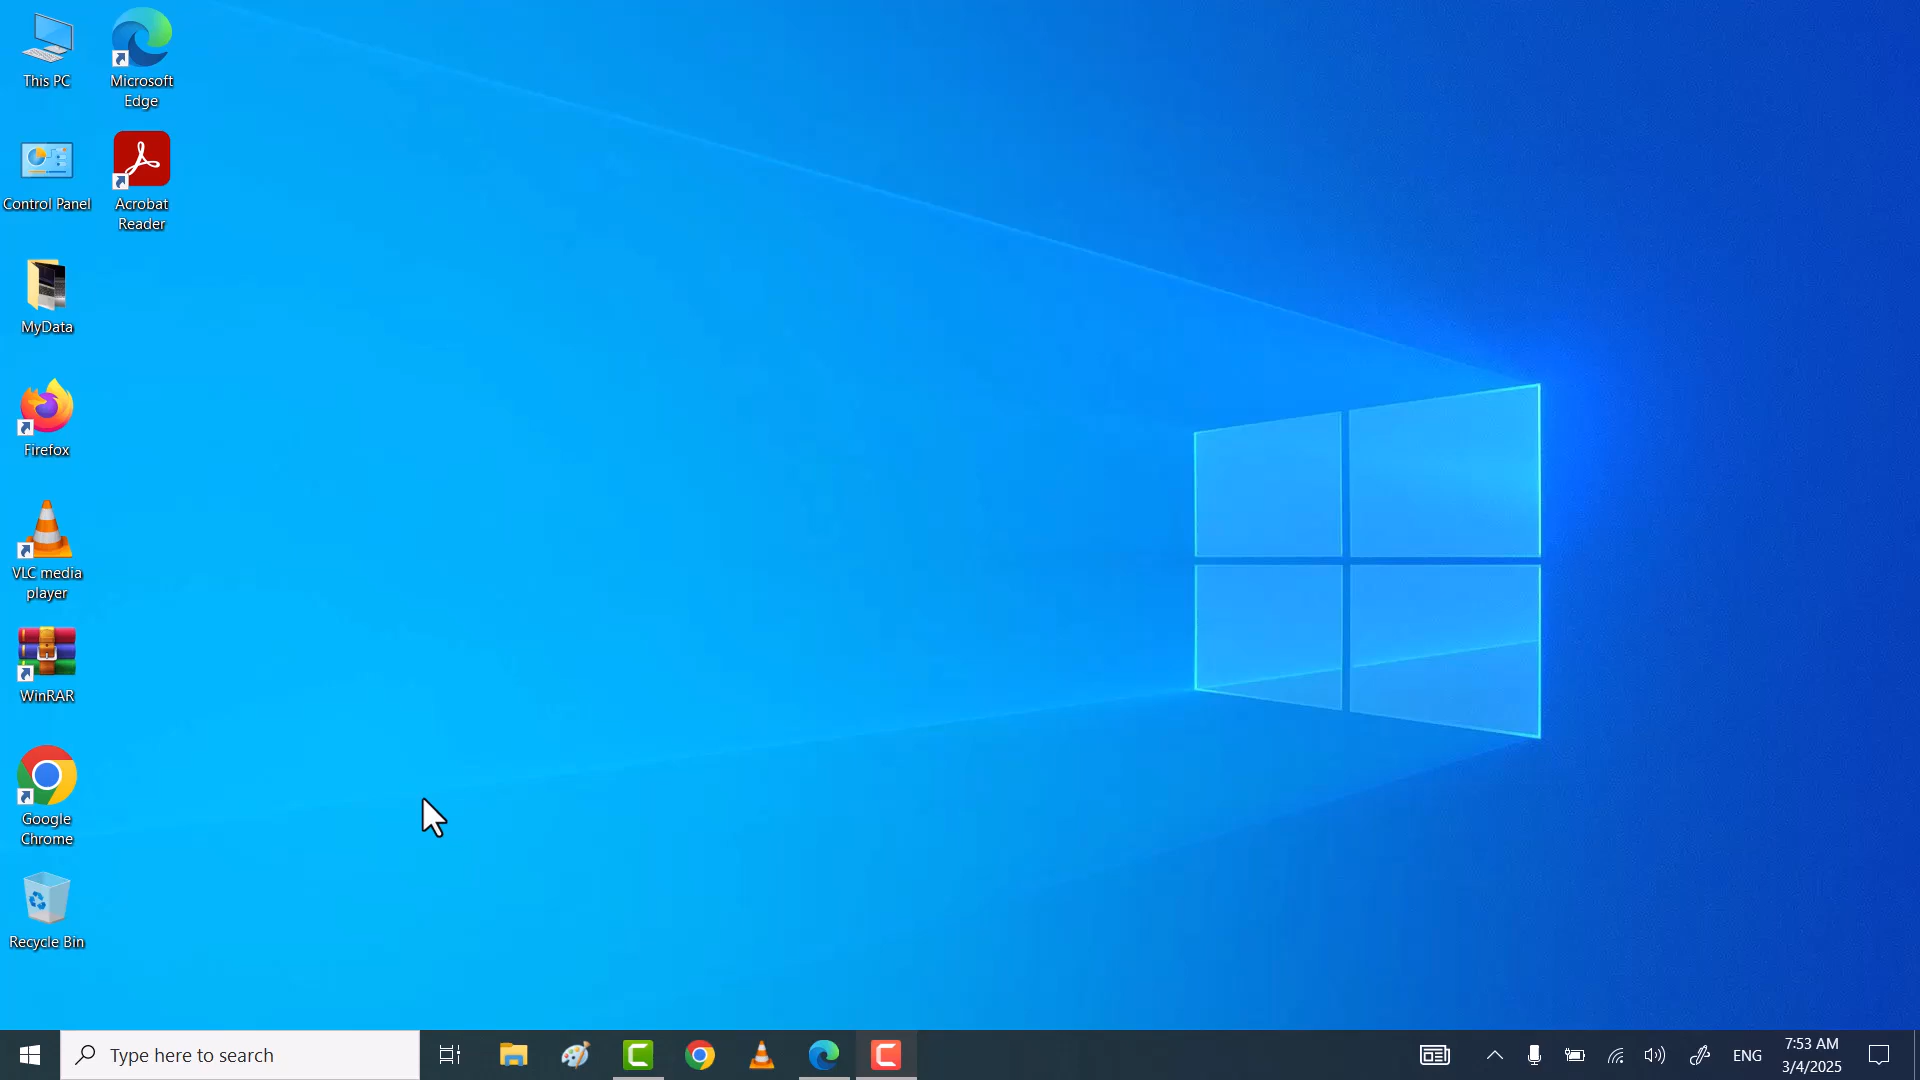 This PC
Microsoft
Edge
Control Panel
Acrobat
Reader
MyData
Firefox
VLC media
player
WinRAR
Google
Chrome
Recycle Bin
Type here to search
ENG
7:53 AM
3/4/2025